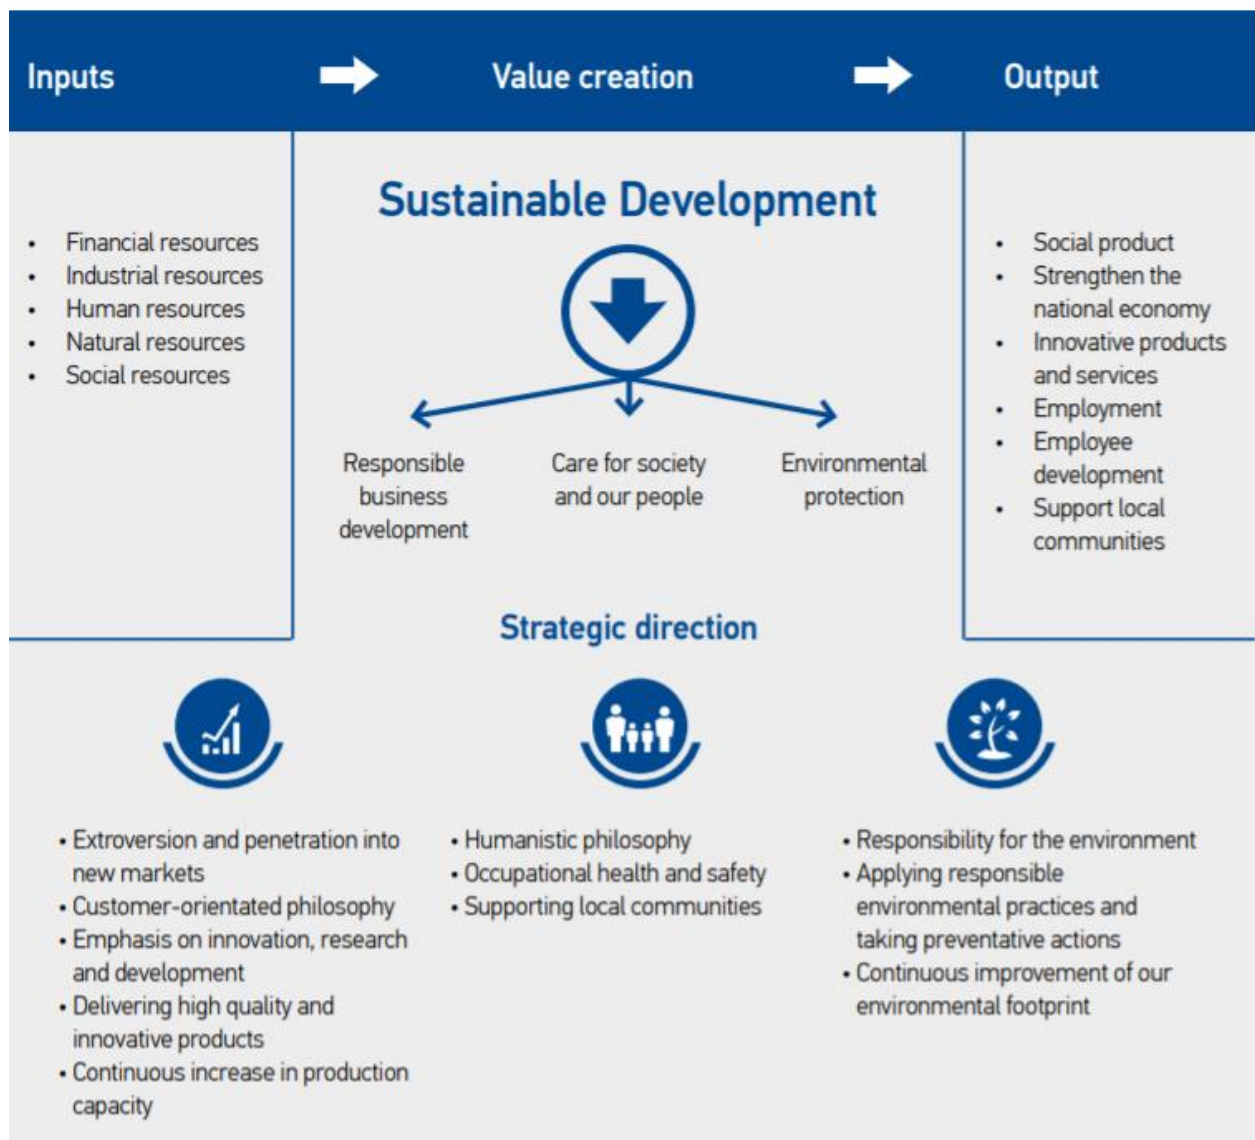 Inputs
Value creation
Output
• Financial resources
• Industrial resources
• Human resources
• Natural resources
• Social resources
Sustainable Development
Responsible
business
development
Care for society
and our people
Environmental
protection
• Social product
• Strengthen the
national economy
• Innovative products
and services
• Employment
• Employee
development
• Support local
communities
Strategic direction
• Extroversion and penetration into
new markets
• Customer-orientated philosophy
• Emphasis on innovation, research
and development
• Delivering high quality and
innovative products
• Continuous increase in production
capacity
• Humanistic philosophy
• Occupational health and safety
• Supporting local communities
• Responsibility for the environment
• Applying responsible
environmental practices and
taking preventative actions
• Continuous improvement of our
environmental footprint